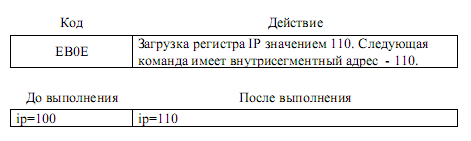 Код Действие
EB0E Загрузка регистра IP значением 110. Следующая
команда имеет внутрисегментный адрес - 110.
До выполнения После выполнения
ip=100 ip=110